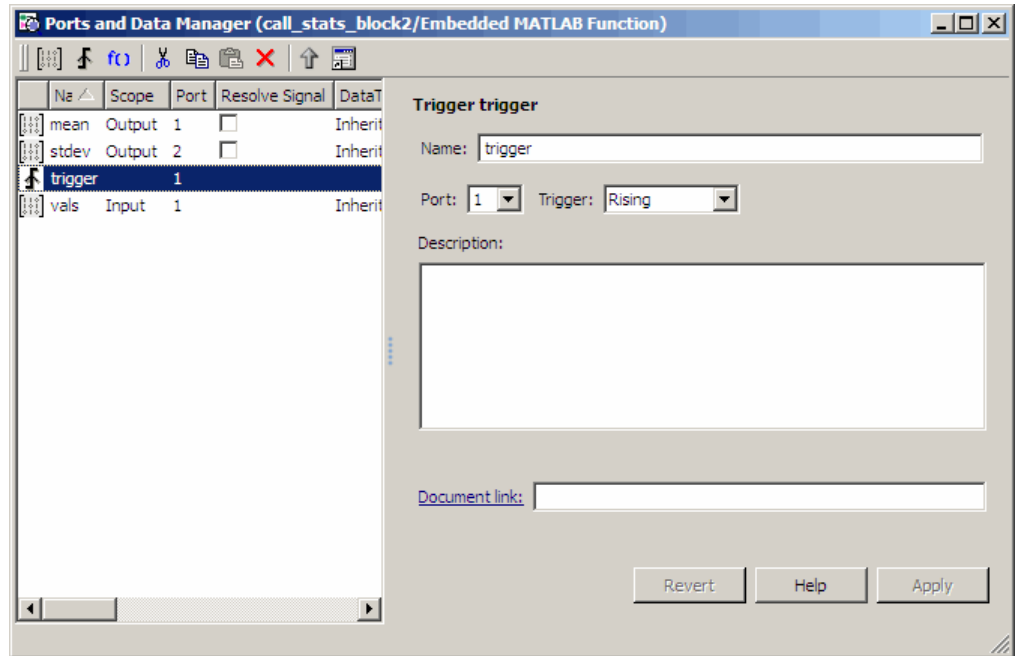 Ports and Data Manager (call_stats_block2/Embedded MATLAB Function)
f()
Na Scope Port Resolve Signal DataT
mean Output 1 Inherit
stdev Output 2 Inherit
trigger 1
vals Input 1 Inherit
Trigger trigger
Name: trigger
Port: 1 Trigger: Rising
Description:
Document link:
Revert Help Apply